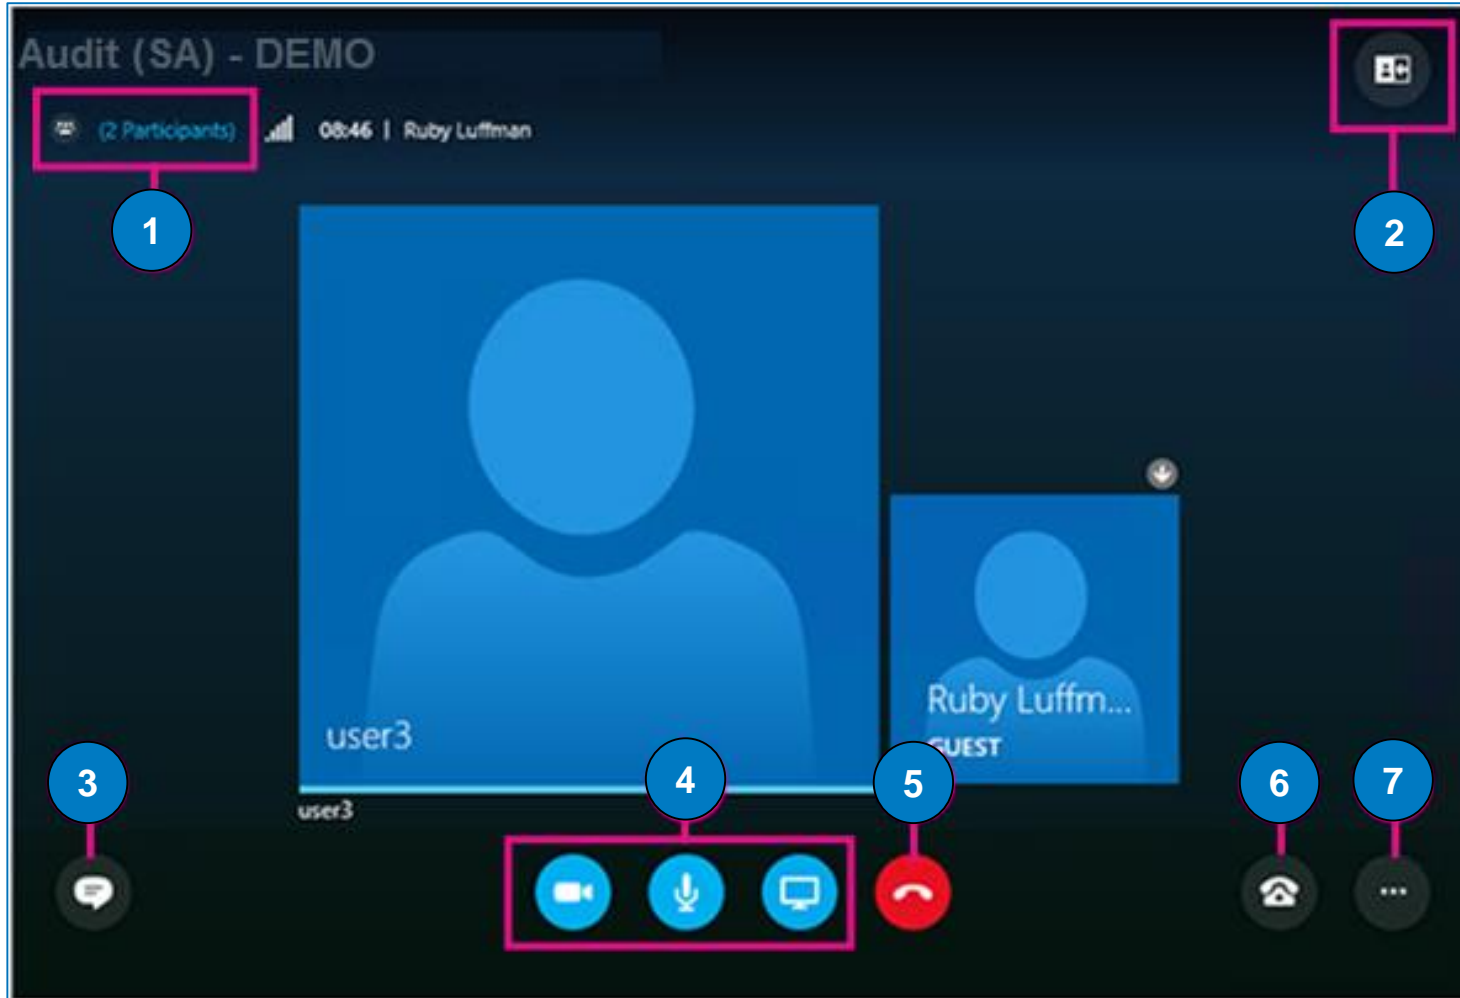 Audit (SA) - DEMO
(2 Participants) 08:46 | Ruby Luffman
1
2
user3
Ruby Luffm...
GUEST
user3
3
4
5
6
7